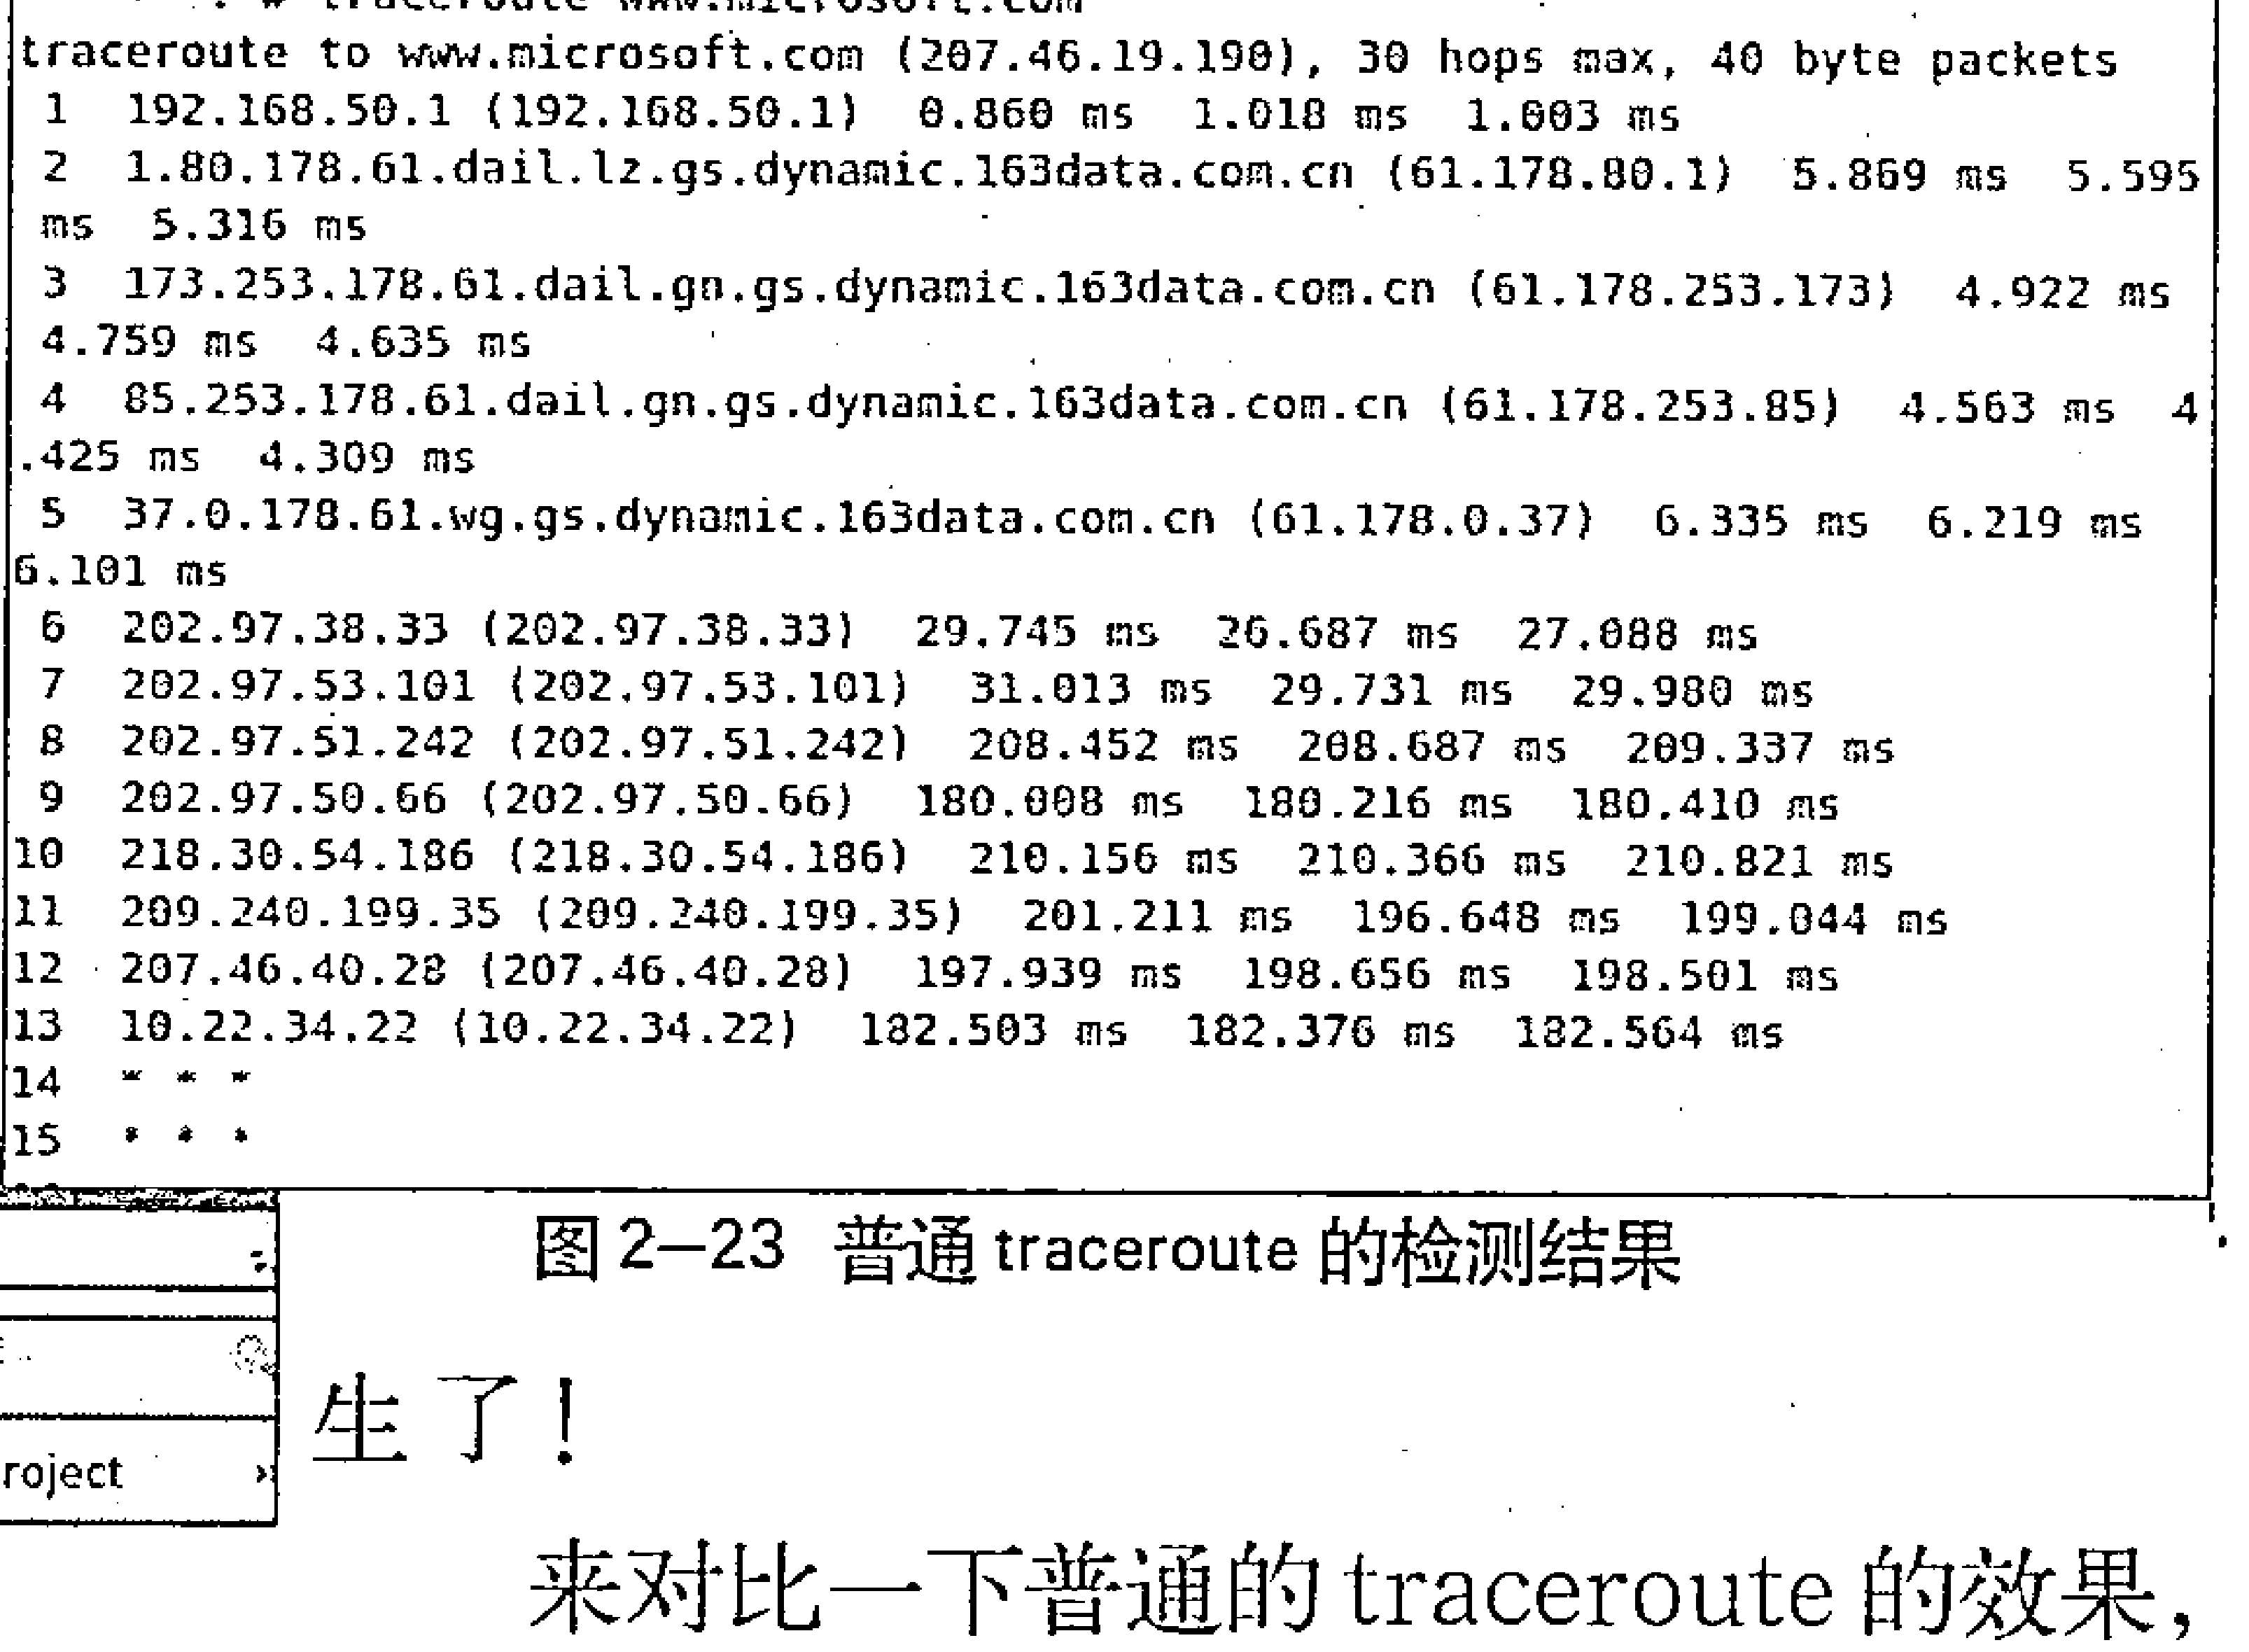 # traceroute www.microsoft.com
traceroute to www.microsoft.com (207.46.19.190), 30 hops max, 40 byte packets
1 192.168.50.1 (192.168.50.1) 0.860 ms 1.018 ms 1.003 ms
2 1.80.178.61.dail.lz.gs.dynamic.163data.com.cn (61.178.80.1) 5.869 ms 5.595
ms 5.316 ms
3 173.253.178.61.dail.gn.gs.dynamic.163data.com.cn (61.178.253.173) 4.922 ms
4.759 ms 4.635 ms
4 85.253.178.61.dail.gn.gs.dynamic.163data.com.cn (61.178.253.85) 4.563 ms 4
.425 ms 4.309 ms
5 37.0.178.61.wg.gs.dynamic.163data.com.cn (61.178.0.37) 6.335 ms 6.219 ms
6.101 ms
6 202.97.38.33 (202.97.38.33) 29.745 ms 26.687 ms 27.088 ms
7 202.97.53.101 (202.97.53.101) 31.013 ms 29.731 ms 29.980 ms
8 202.97.51.242 (202.97.51.242) 208.452 ms 208.687 ms 209.337 ms
9 202.97.50.66 (202.97.50.66) 180.008 ms 180.216 ms 180.410 ms
10 218.30.54.186 (218.30.54.186) 210.156 ms 210.366 ms 210.821 ms
11 209.240.199.35 (209.240.199.35) 201.211 ms 196.648 ms 199.044 ms
12 207.46.40.28 (207.46.40.28) 197.939 ms 198.656 ms 198.501 ms
13 10.22.34.22 (10.22.34.22) 182.503 ms 182.376 ms 182.564 ms
14 * * *
15 * * *
图 2—23 普通 traceroute 的检测结果
生了!
roject
来对比一下普通的 traceroute 的效果,